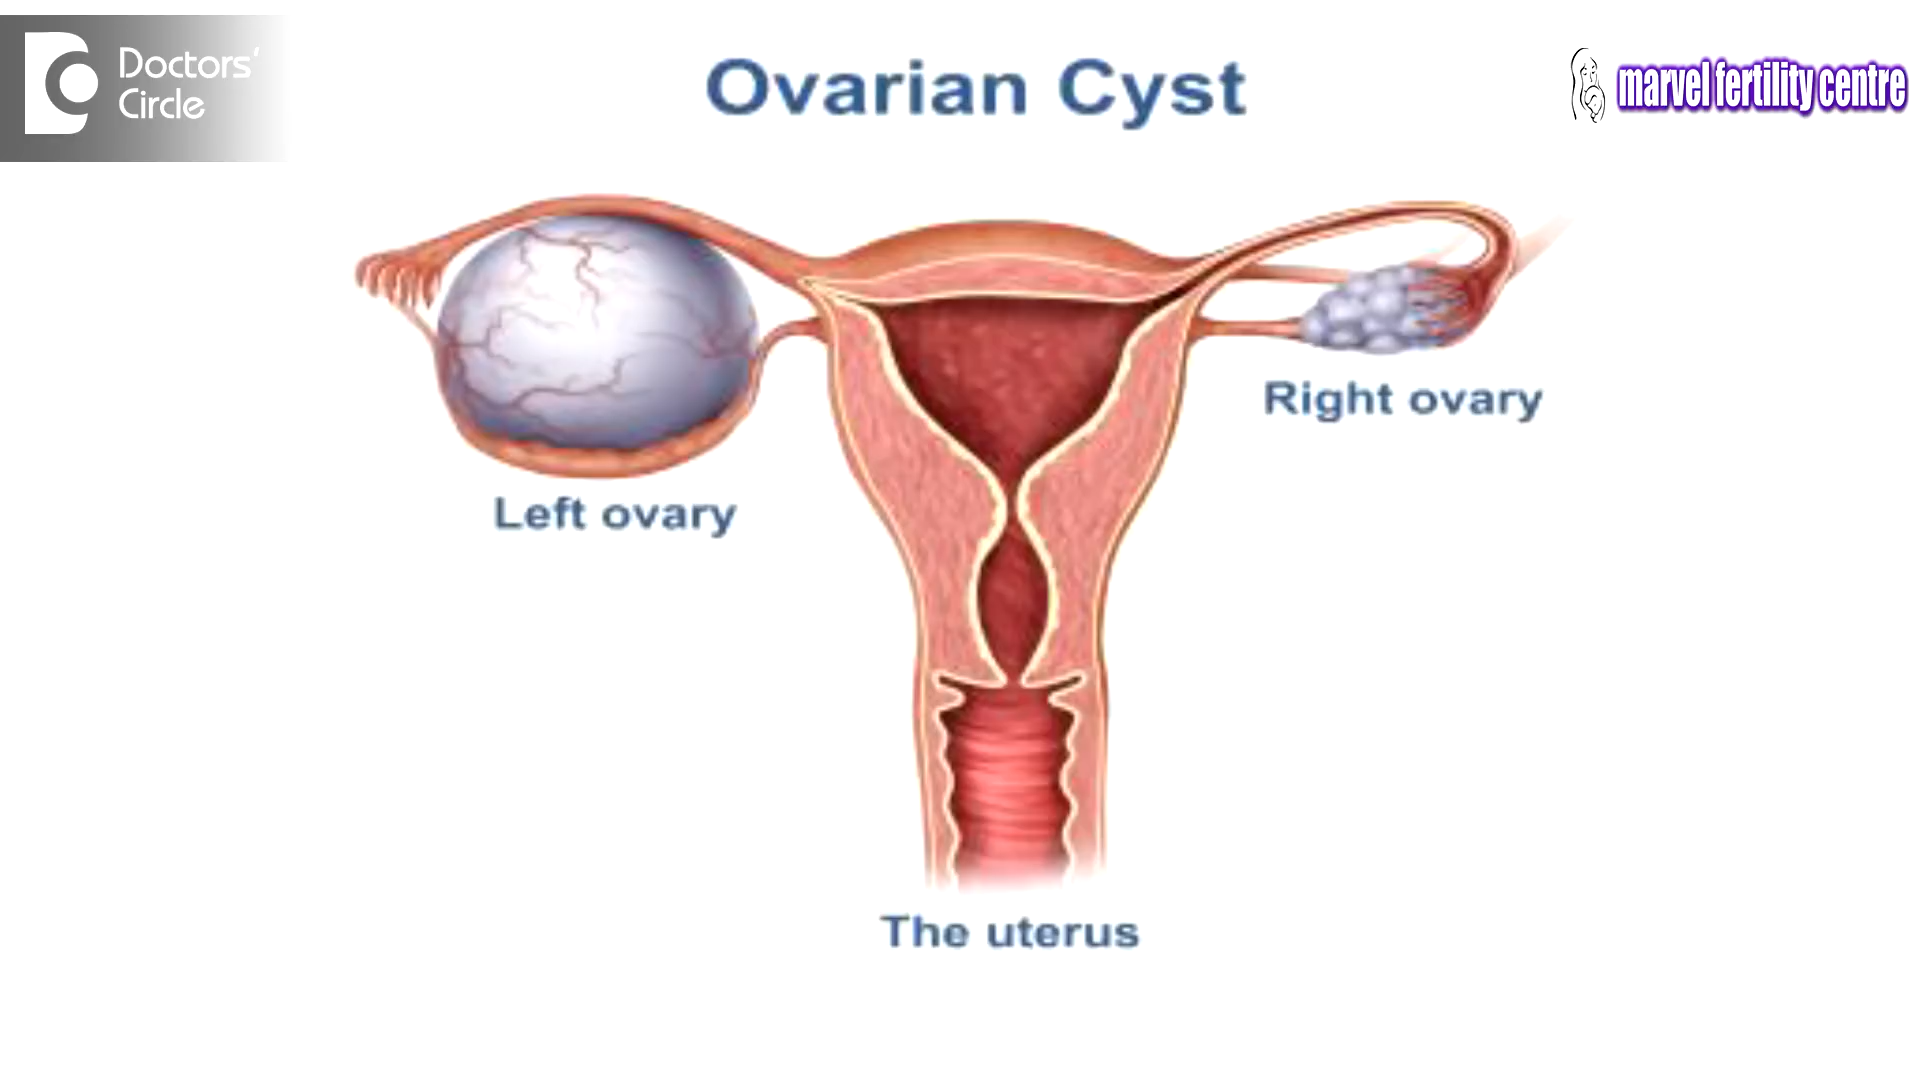 Doctors'
Circle
Ovarian Cyst
marvel fertility centre
Right ovary
Left ovary
The uterus